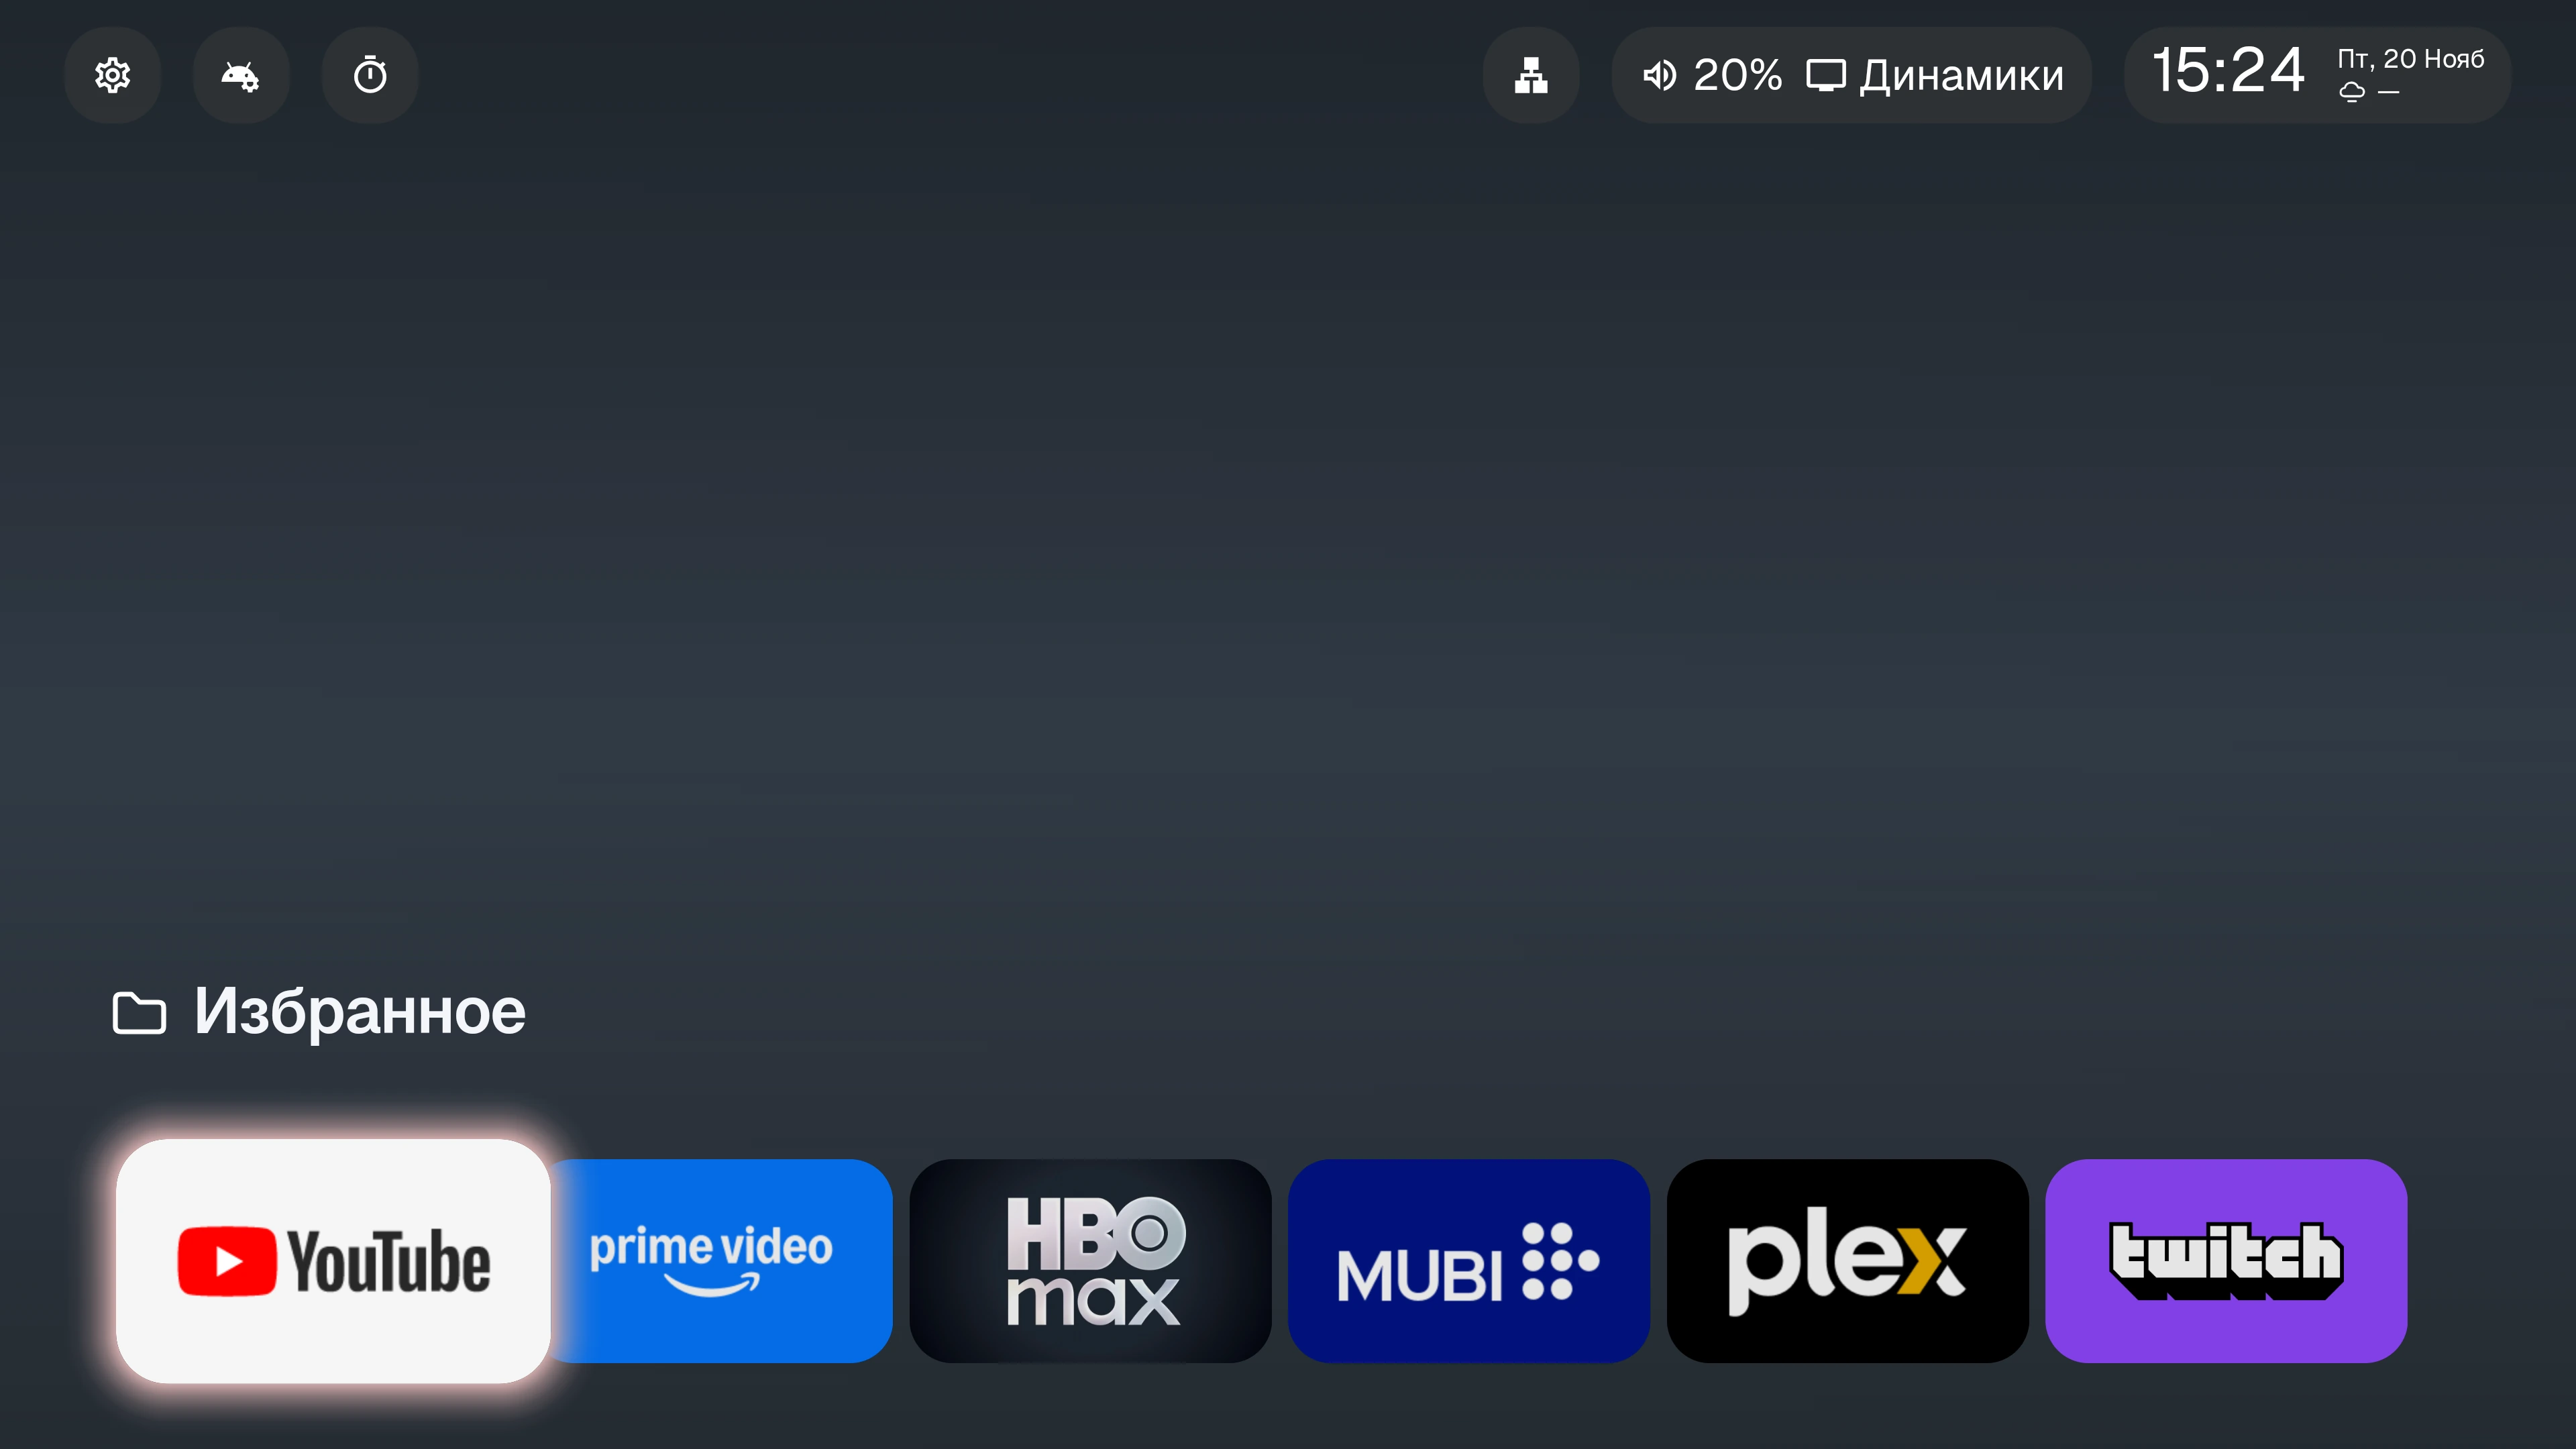 20% Динамики
15:24
Пт, 20 Нояб
—
Избранное
YouTube
prime video
HBO
max
MUBI
plex
twitch